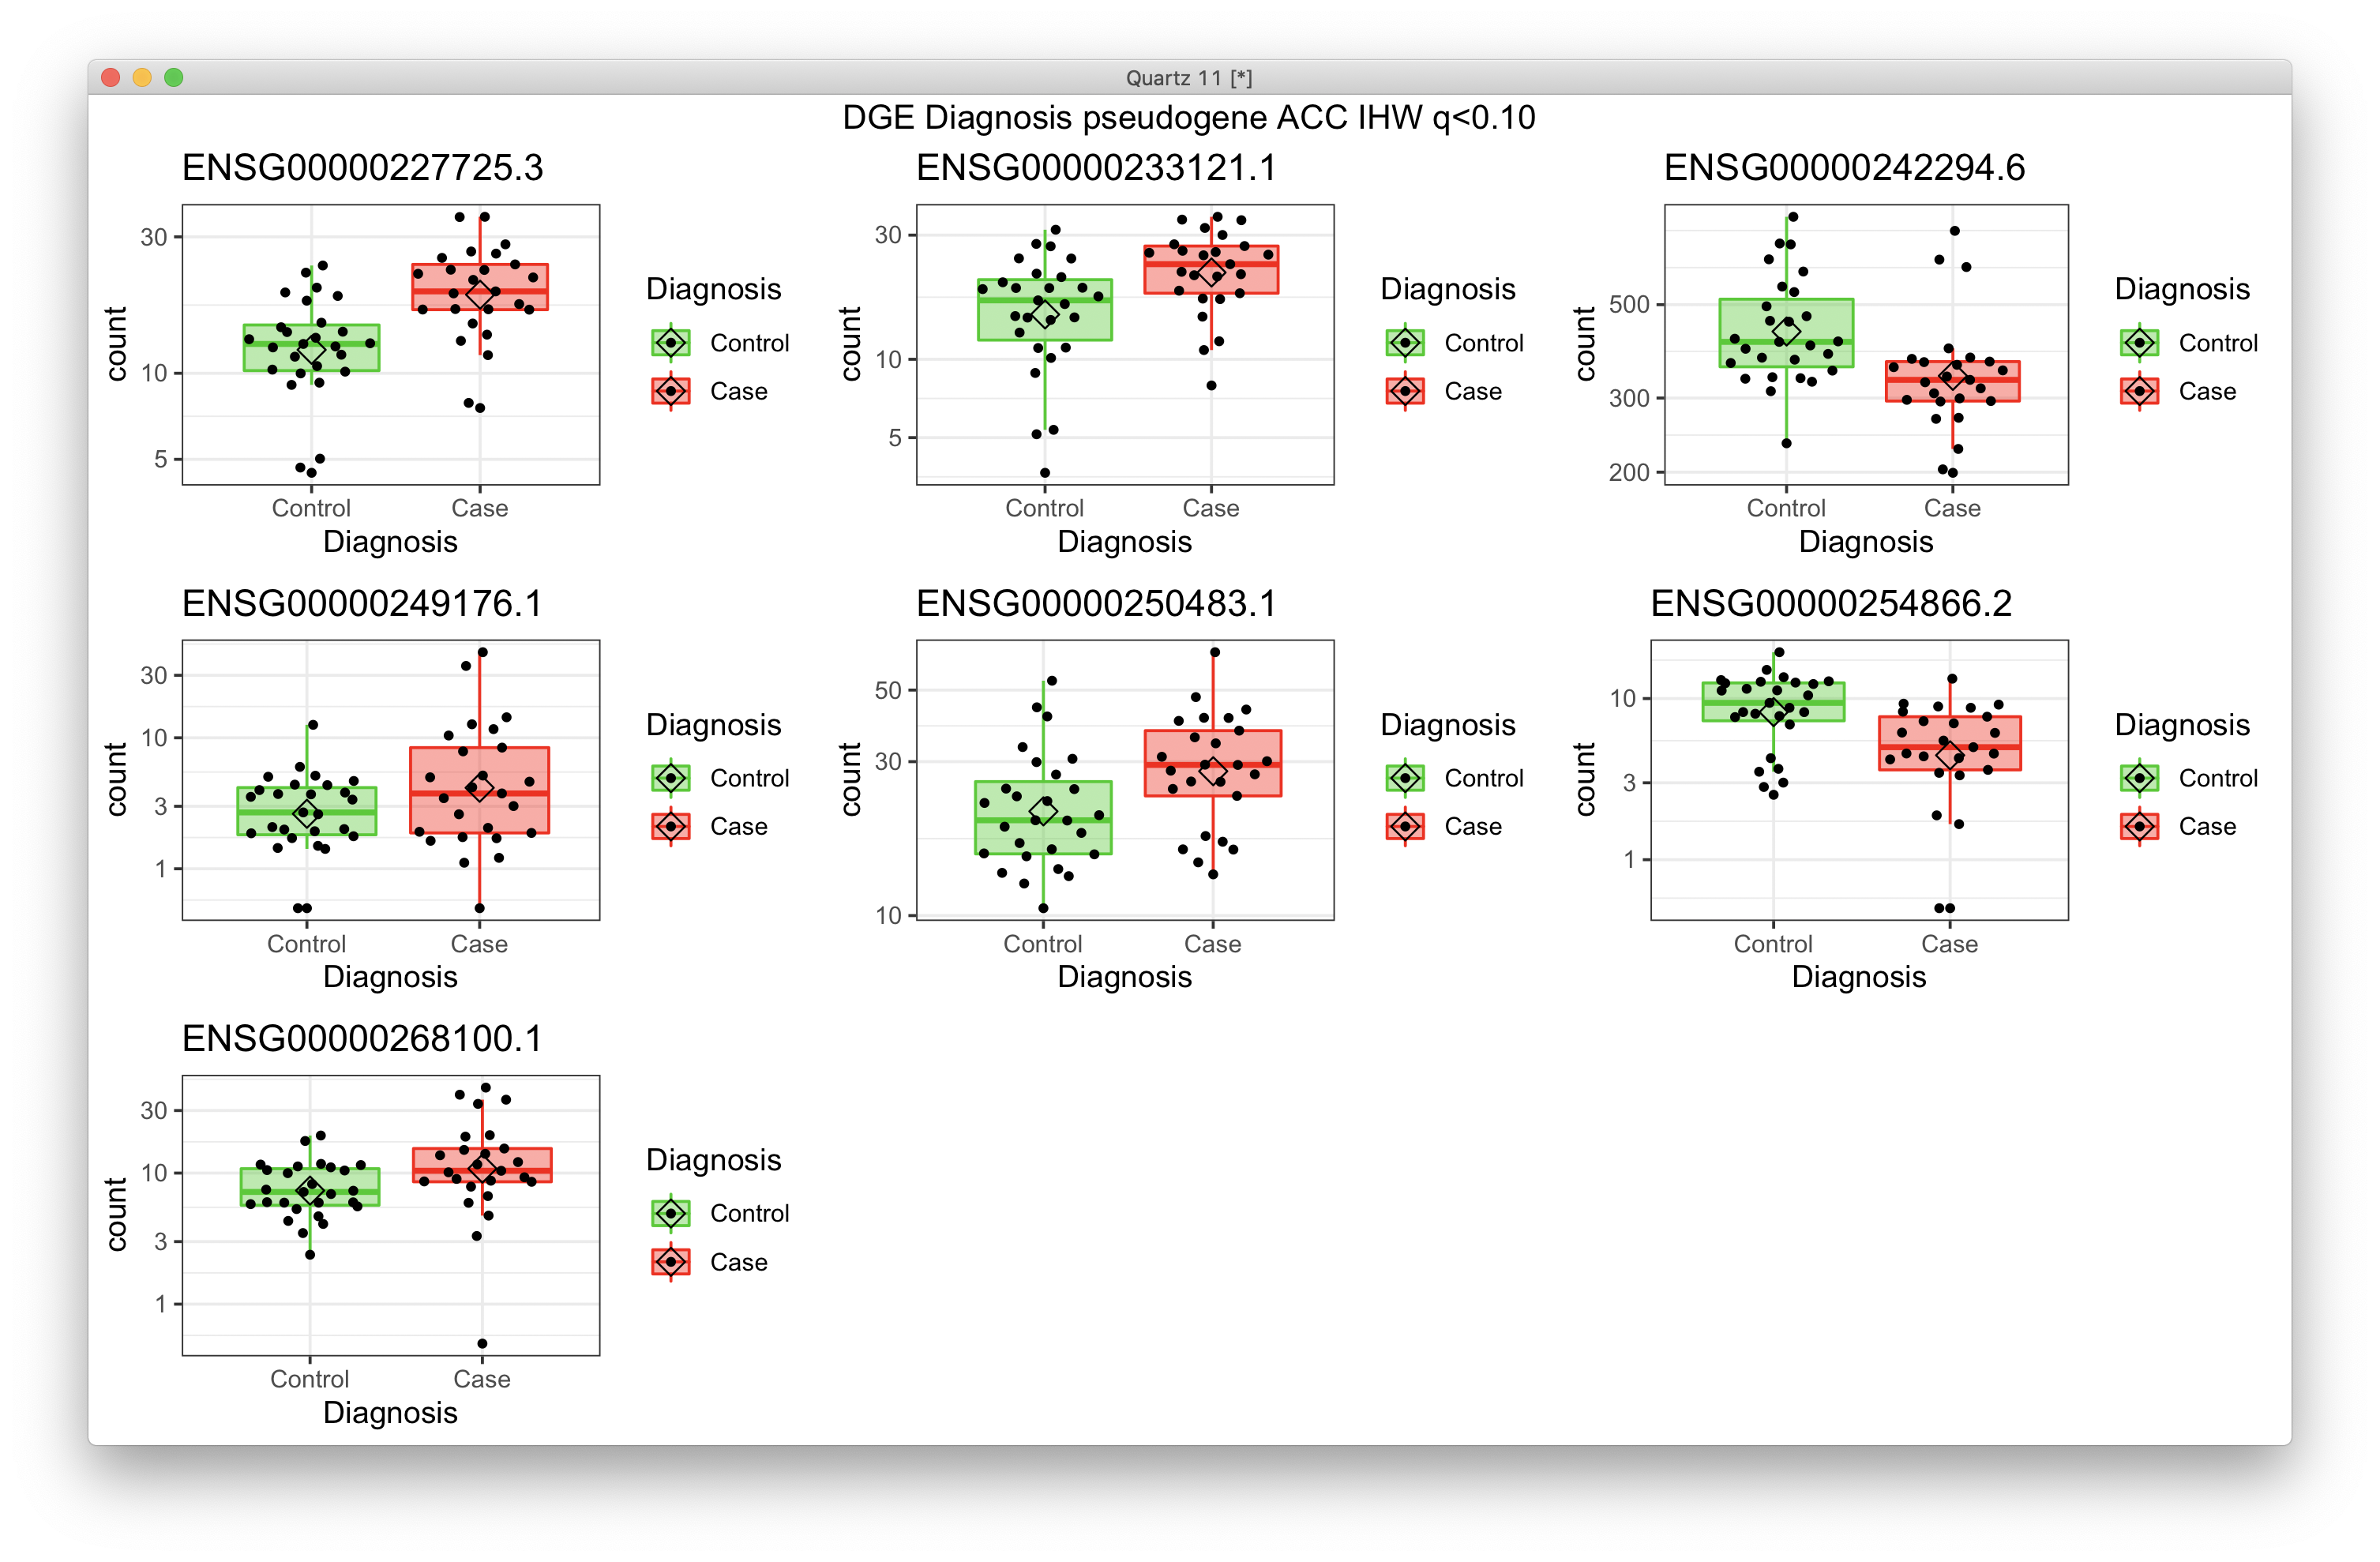 Quartz 11 [*]
DGE Diagnosis pseudogene ACC IHW q<0.10
ENSG00000227725.3
30
10
5
count
Control
Case
Diagnosis
Diagnosis
Control
Case
ENSG00000233121.1
30
10
5
count
Control
Case
Diagnosis
Diagnosis
Control
Case
ENSG00000242294.6
500
300
200
count
Control
Case
Diagnosis
Diagnosis
Control
Case
ENSG00000249176.1
30
10
3
1
count
Control
Case
Diagnosis
Diagnosis
Control
Case
ENSG00000250483.1
50
30
10
count
Control
Case
Diagnosis
Diagnosis
Control
Case
ENSG00000254866.2
10
3
1
count
Control
Case
Diagnosis
Diagnosis
Control
Case
ENSG00000268100.1
30
10
3
1
count
Control
Case
Diagnosis
Diagnosis
Control
Case